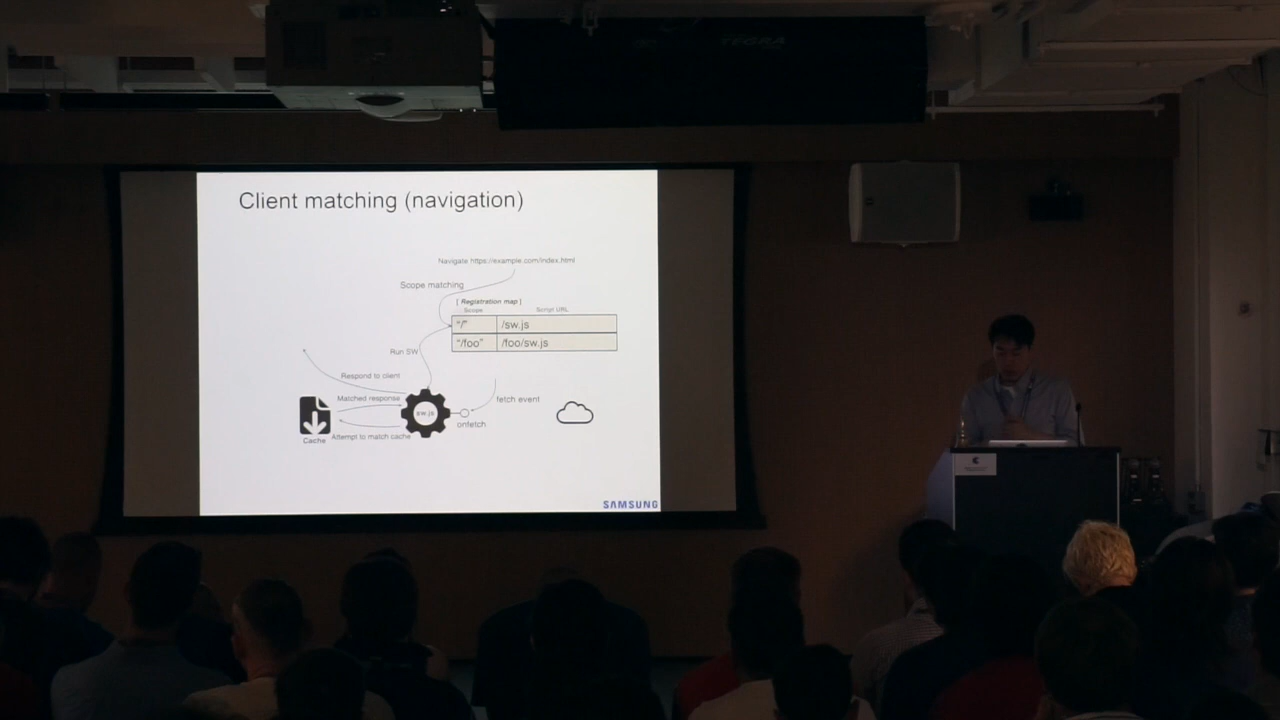 TEGRA
Client matching (navigation)
Navigate https://example.com/index.html
Scope matching
[ Registration map ]
Scope Script URL
"/" /sw.js
"/foo" /foo/sw.js
Run SW
Respond to client
Matched response
fetch event
sw.js
onfetch
Attempt to match cache
Cache
SAMSUNG